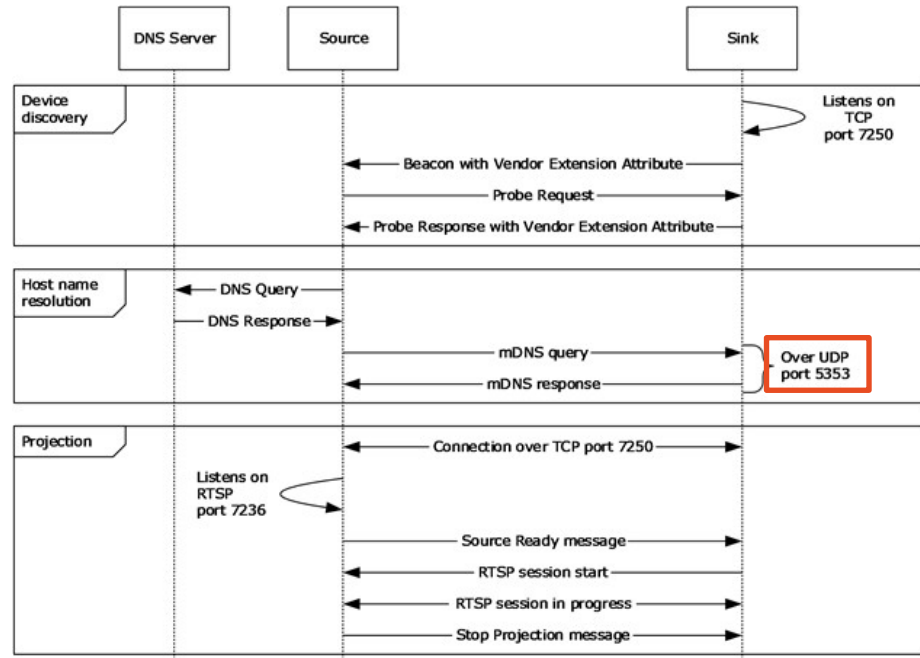 DNS Server
Source
Sink
Device
discovery
Listens on
TCP
port 7250
Beacon with Vendor Extension Attribute
Probe Request
Probe Response with Vendor Extension Attribute
Host name
resolution
DNS Query
DNS Response
mDNS query
mDNS response
Over UDP
port 5353
Projection
Connection over TCP port 7250
Listens on
RTSP
port 7236
Source Ready message
RTSP session start
RTSP session in progress
Stop Projection message